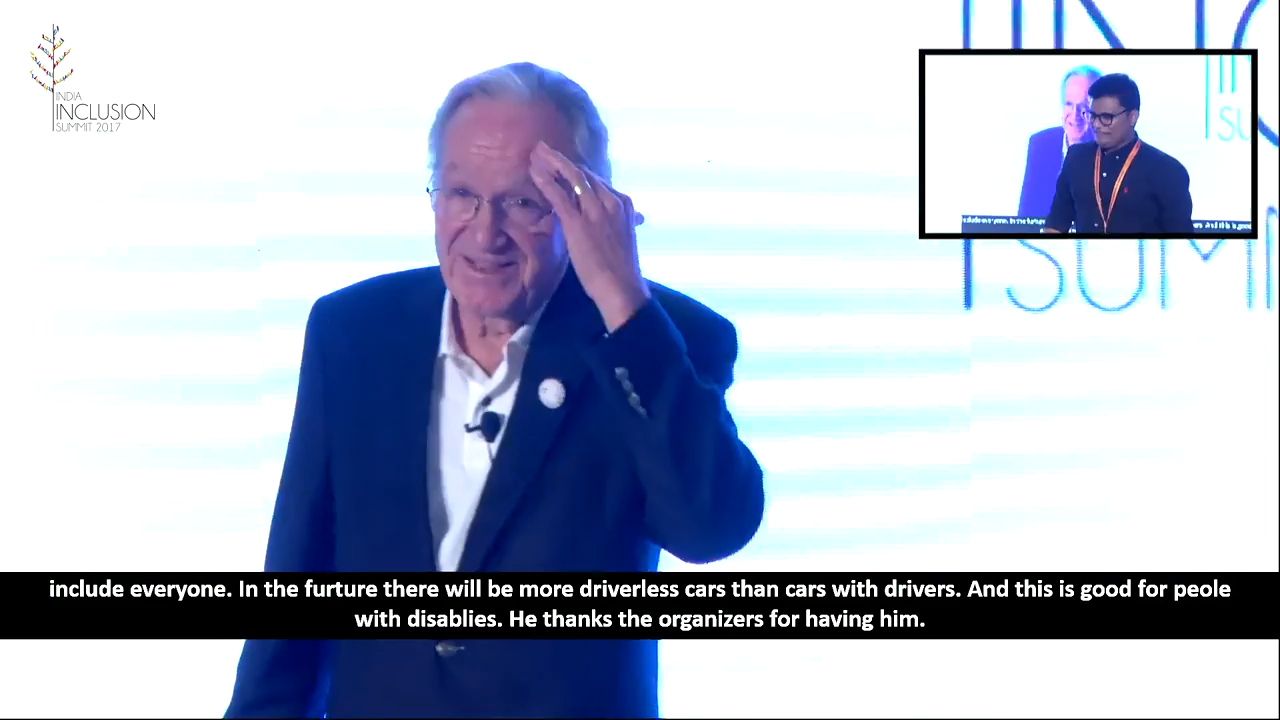 INDIA
INCLUSION
SUMMIT 2017
SUMMI
include everyone. In the furture there will be more driverless cars than cars with drivers. And this is good for peole
with disablies. He thanks the organizers for having him.